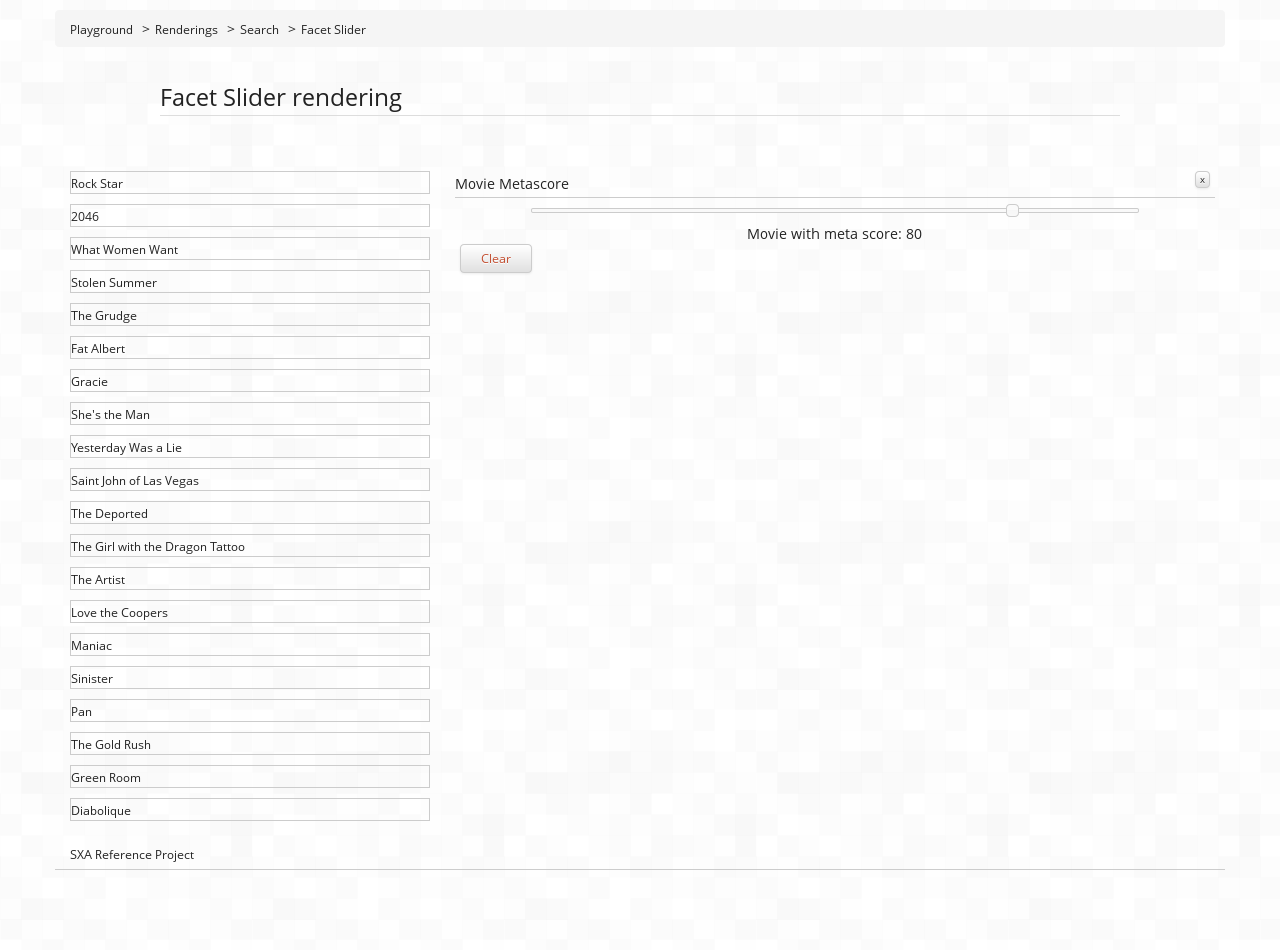 Playground > Renderings > Search > Facet Slider
Facet Slider rendering
Rock Star
2046
What Women Want
Stolen Summer
The Grudge
Fat Albert
Gracie
She's the Man
Yesterday Was a Lie
Saint John of Las Vegas
The Deported
The Girl with the Dragon Tattoo
The Artist
Love the Coopers
Maniac
Sinister
Pan
The Gold Rush
Green Room
Diabolique
Movie Metascore
x
Movie with meta score: 80
Clear
SXA Reference Project